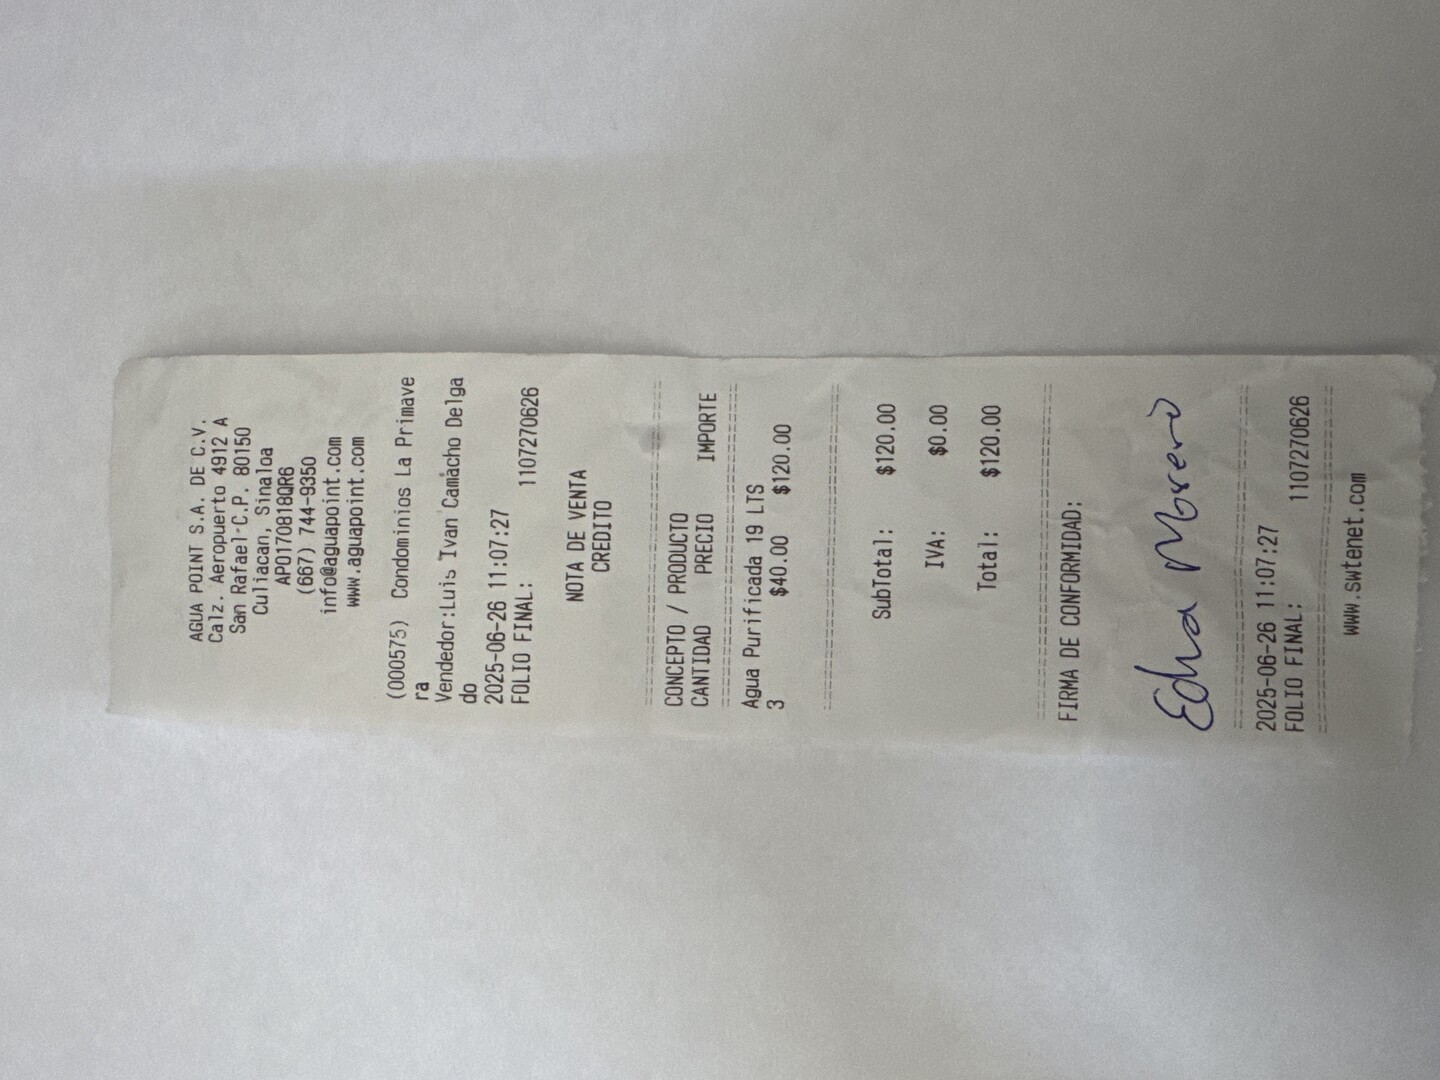 AGUA POINT S.A. DE C.V.
Calz. Aeropuerto 4912 A
San Rafael C.P. 80150
Culiacan, Sinaloa
APO170818QR6
(667) 744-9350
info@aguapoint.com
www.aguapoint.com
(000575) Condominios La Primave
ra
Vendedor:Luis Ivan Camacho Delga
do
2025-06-26 11:07:27
FOLIO FINAL: 1107270626
NOTA DE VENTA
CREDITO
CONCEPTO / PRODUCTO
CANTIDAD PRECIO IMPORTE
Agua Purificada 19 LTS
3 $40.00 $120.00
SubTotal: $120.00
IVA: $0.00
Total: $120.00
FIRMA DE CONFORMIDAD:
Edna Moreno
2025-06-26 11:07:27
FOLIO FINAL: 1107270626
www.swtenet.com